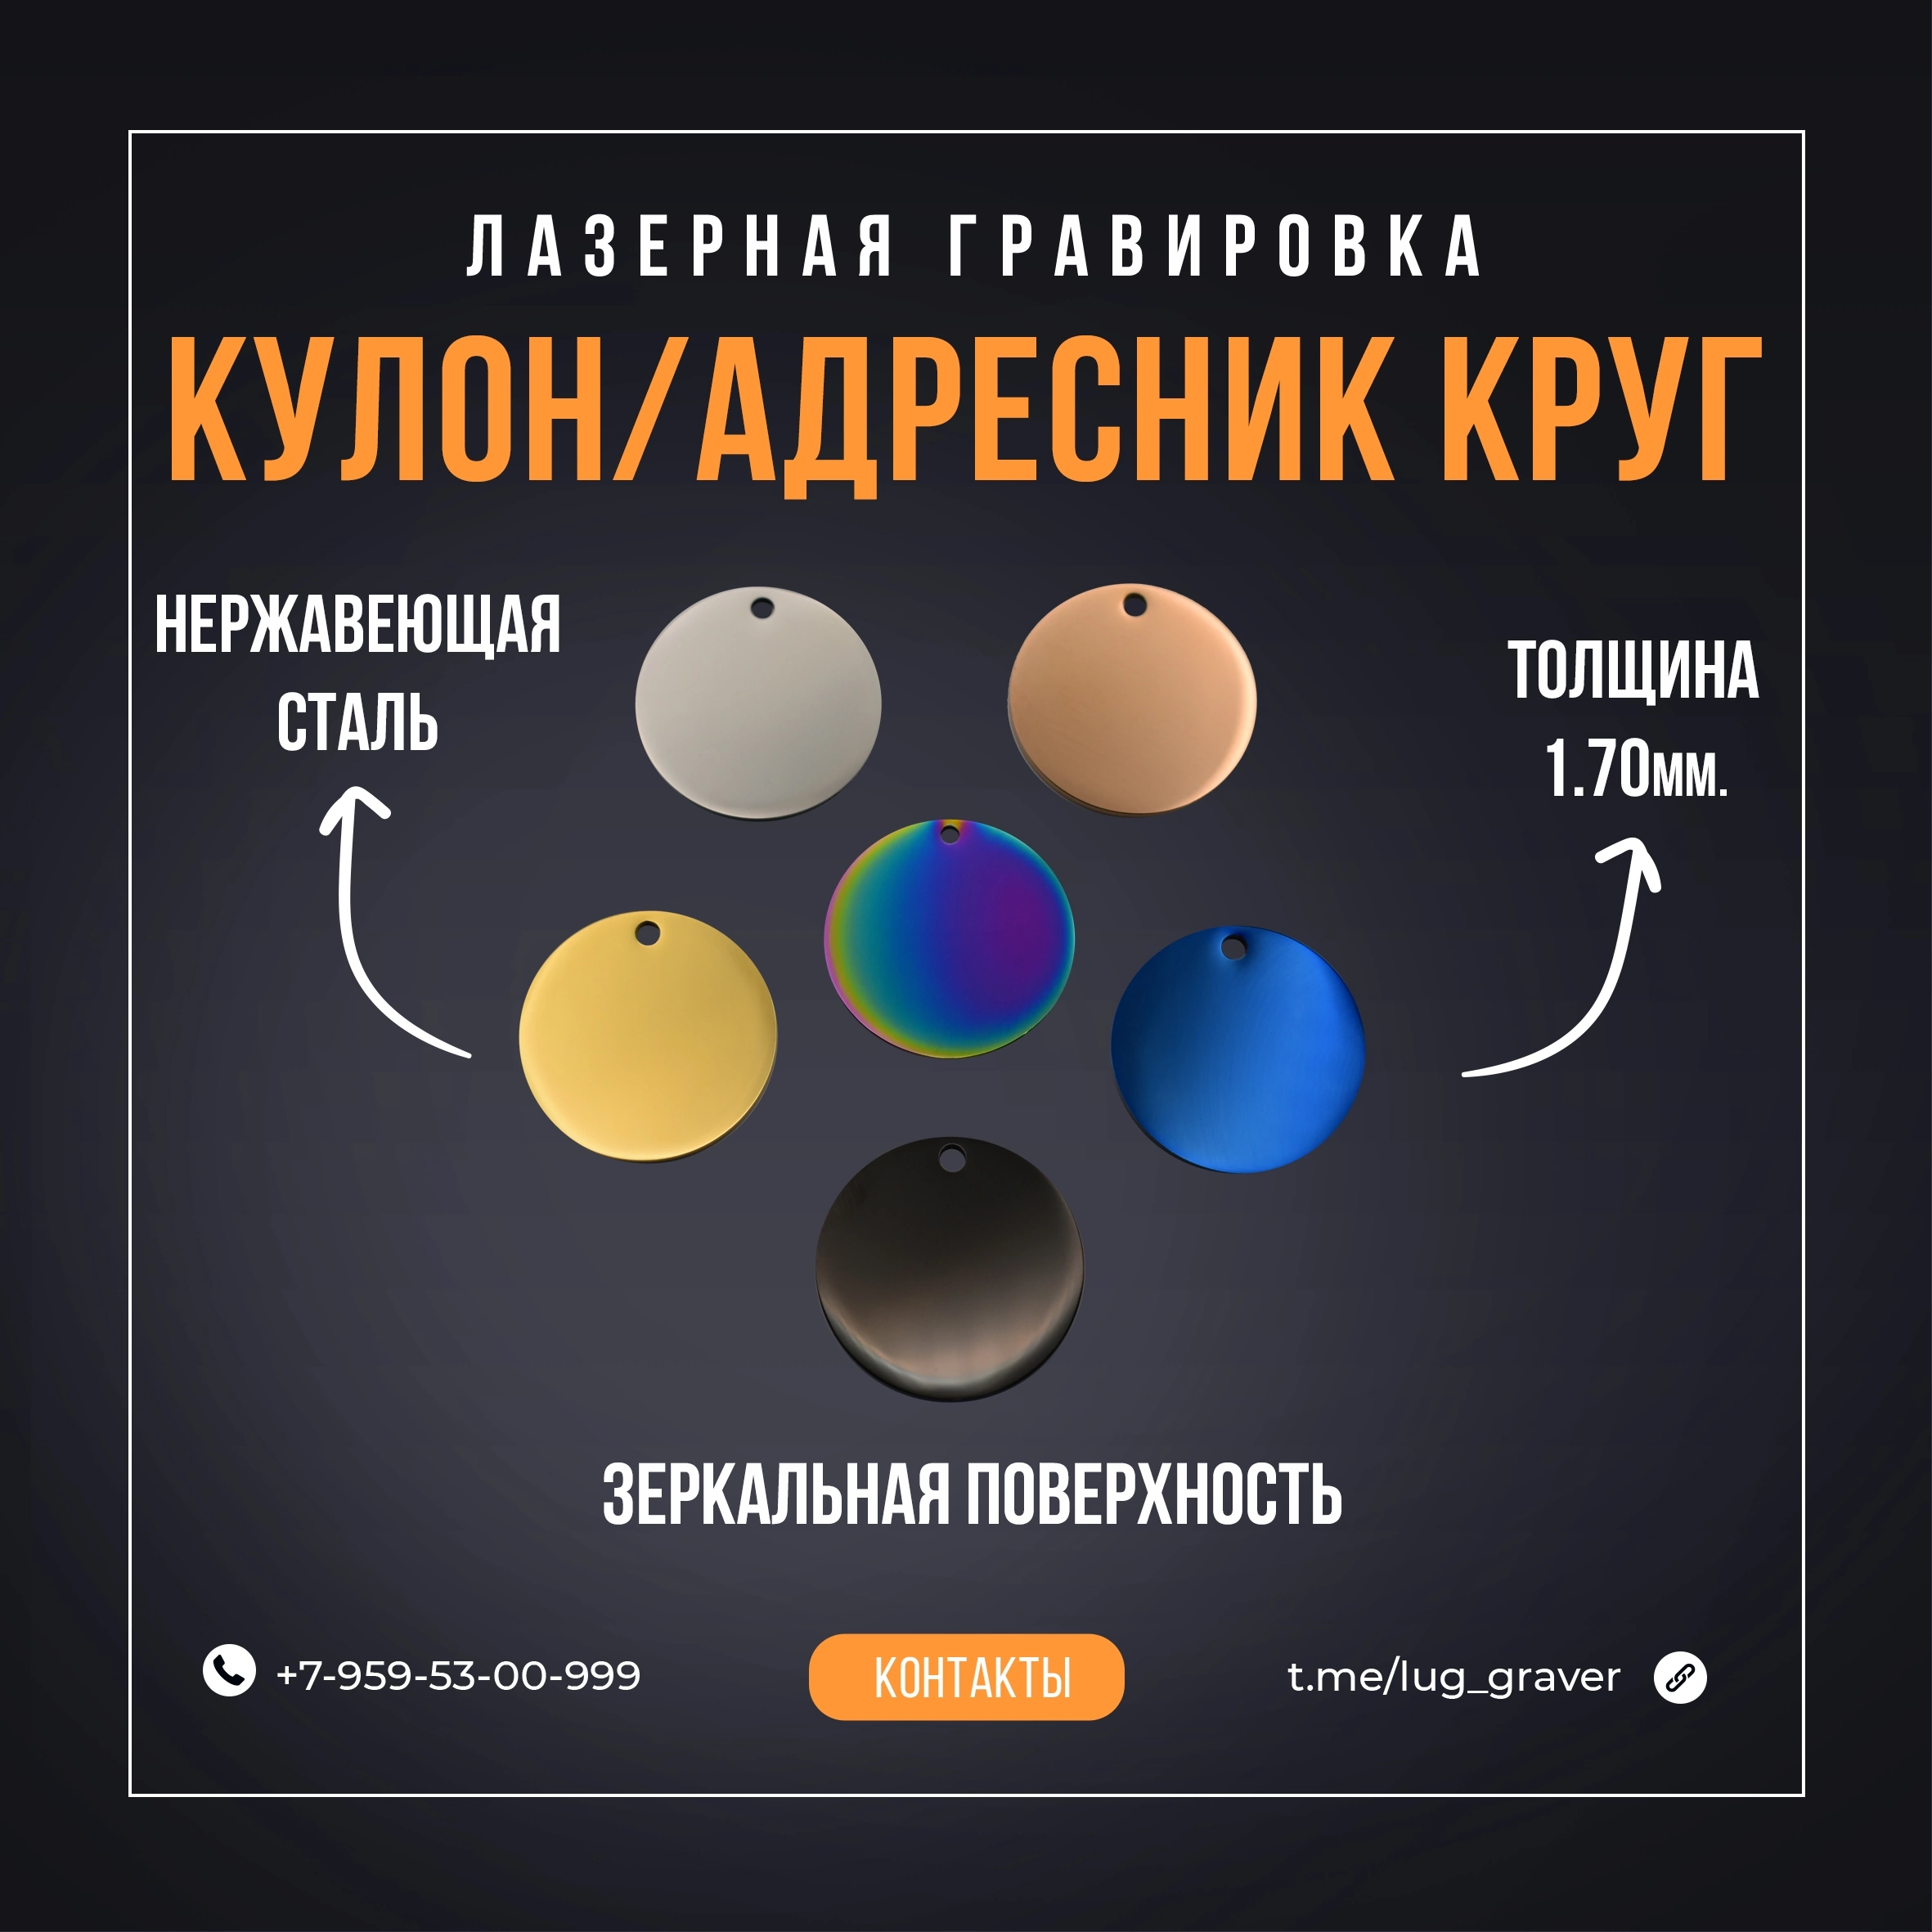 ЛАЗЕРНАЯ ГРАВИРОВКА
КУЛОН/АДРЕСНИК КРУГ
НЕРЖАВЕЮЩАЯ
СТАЛЬ
ТОЛЩИНА
1.70мм.
ЗЕРКАЛЬНАЯ ПОВЕРХНОСТЬ
+7-959-53-00-999
КОНТАКТЫ
t.me/lug_graver